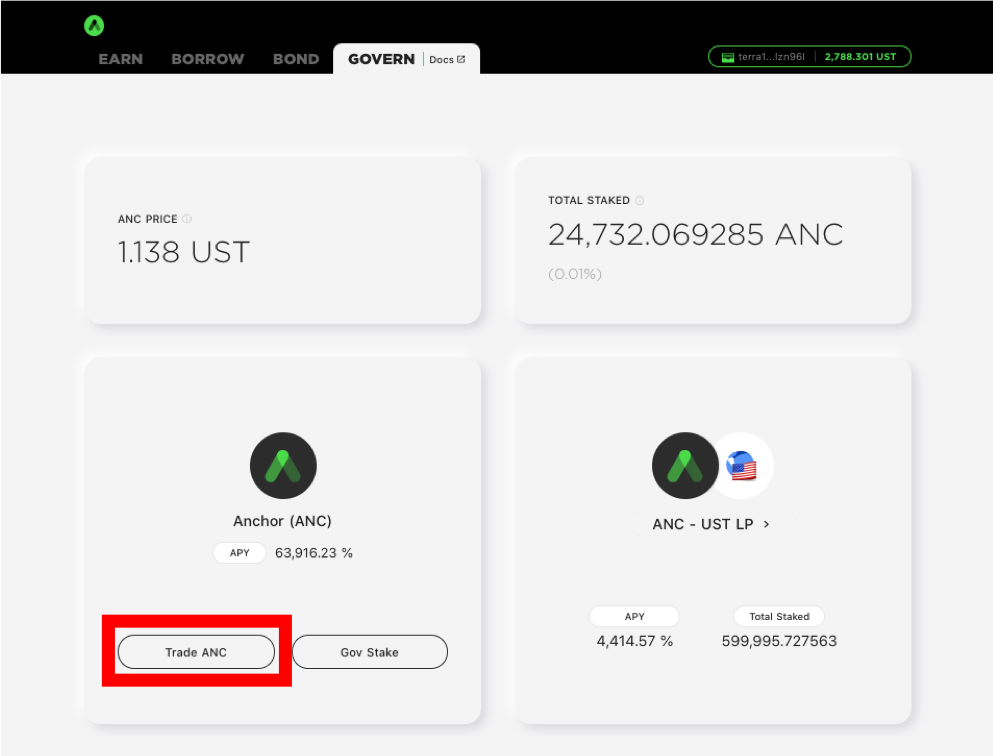 EARN BORROW BOND GOVERN Docs
terra1...lzn96l 2,788.301 UST
ANC PRICE
1.138 UST
TOTAL STAKED
24,732.069285 ANC
(0.01%)
Anchor (ANC)
APY 63,916.23 %
Trade ANC Gov Stake
ANC - UST LP >
APY Total Staked
4,414.57 % 599,995.727563